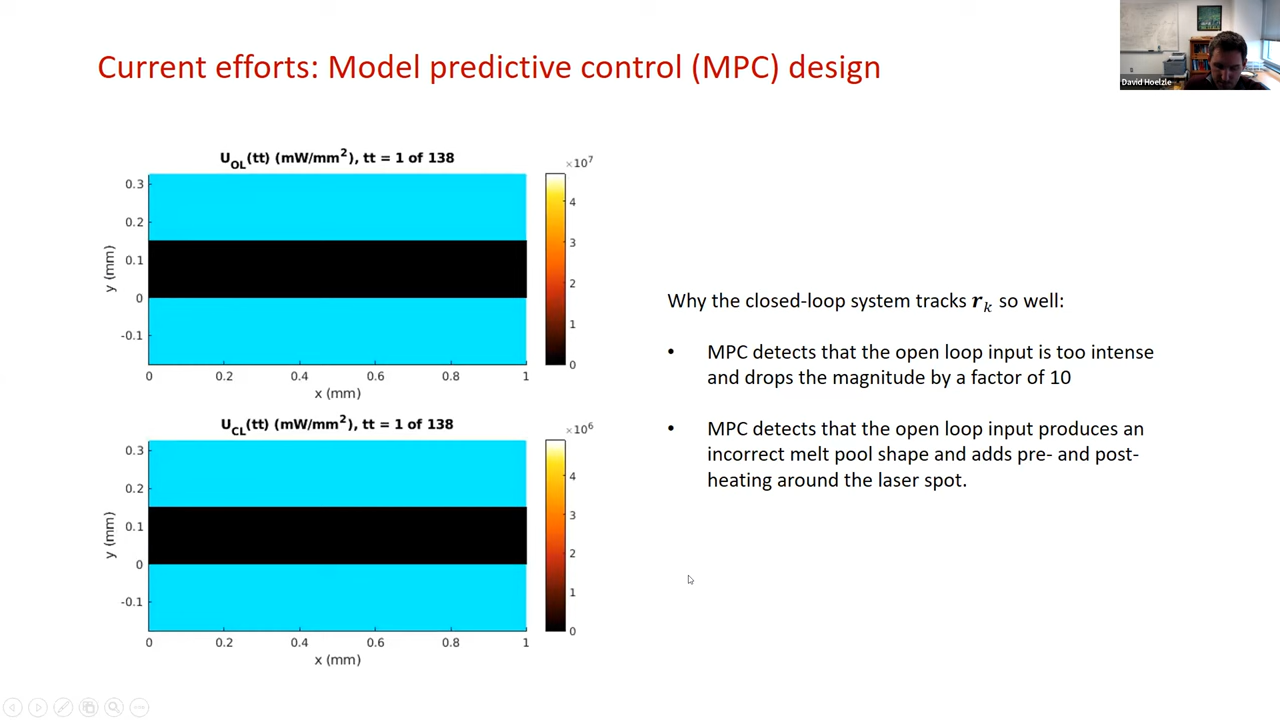 Current efforts: Model predictive control (MPC) design
David Hoelzle
U_OL(tt) (mW/mm²), tt = 1 of 138
×10⁷
0.3
0.2
0.1
0
-0.1
y (mm)
0 0.2 0.4 0.6 0.8 1
x (mm)
4
3
2
1
0
U_CL(tt) (mW/mm²), tt = 1 of 138
×10⁶
0.3
0.2
0.1
0
-0.1
y (mm)
0 0.2 0.4 0.6 0.8 1
x (mm)
4
3
2
1
0
Why the closed-loop system tracks r_k so well:
• MPC detects that the open loop input is too intense
and drops the magnitude by a factor of 10
• MPC detects that the open loop input produces an
incorrect melt pool shape and adds pre- and post-
heating around the laser spot.